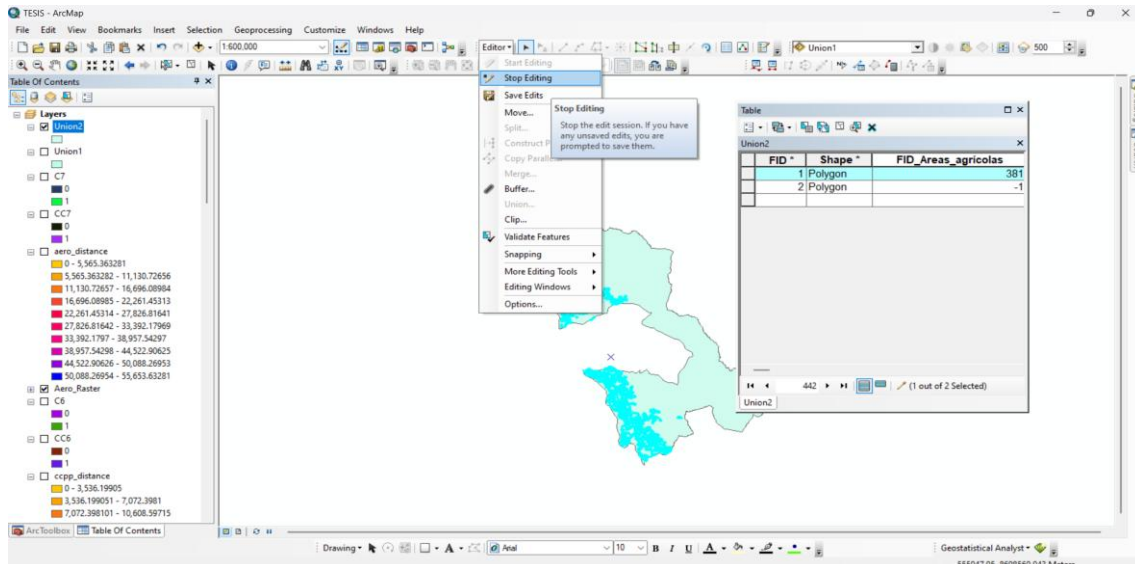 TESIS - ArcMap
File Edit View Bookmarks Insert Selection Geoprocessing Customize Windows Help
1:600,000 Editor Union1 500
Table Of Contents
Layers
Union2
Union1
C7
0
1
CC7
0
1
aero_distance
0 - 5,565.363281
5,565.363282 - 11,130.72656
11,130.72657 - 16,696.08984
16,696.08985 - 22,261.45313
22,261.45314 - 27,826.81641
27,826.81642 - 33,392.17969
33,392.1797 - 38,957.54297
38,957.54298 - 44,522.90625
44,522.90626 - 50,088.26953
50,088.26954 - 55,653.63281
Aero_Raster
C6
0
1
CC6
0
1
ccpp_distance
0 - 3,536.19905
3,536.199051 - 7,072.3981
7,072.398101 - 10,608.59715
ArcToolbox Table Of Contents
Start Editing
Stop Editing
Save Edits
Move...
Split...
Construct P
Copy Parall
Merge...
Buffer...
Union...
Clip...
Validate Features
Snapping
More Editing Tools
Editing Windows
Options...
Stop Editing
Stop the edit session. If you have
any unsaved edits, you are
prompted to save them.
Table
Union2
FID * Shape * FID_Areas_agricolas
1 Polygon 381
2 Polygon -1
442 (1 out of 2 Selected)
Union2
Drawing Arial 10 B I U A Geostatistical Analyst